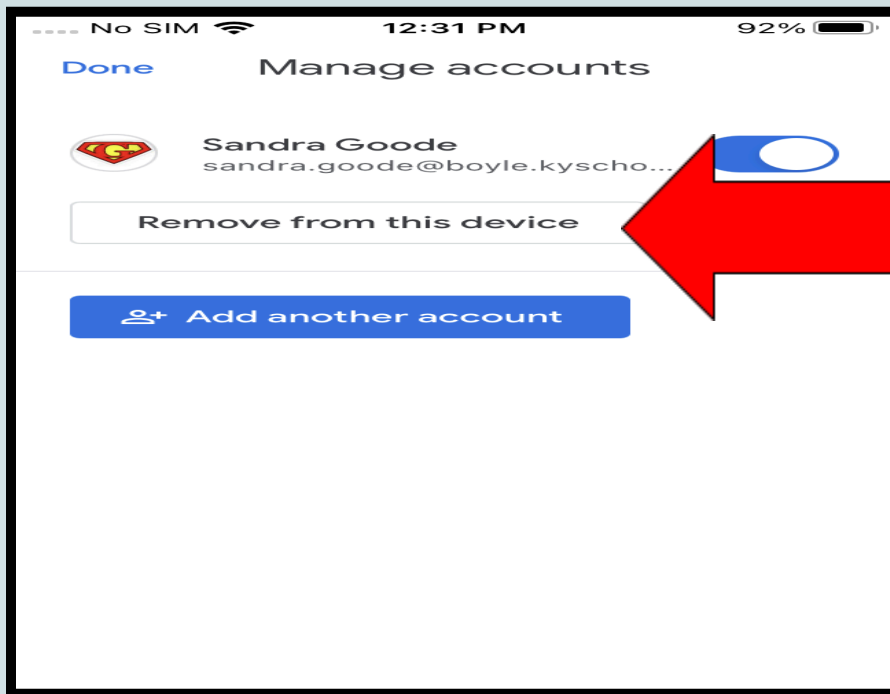 No SIM 12:31 PM 92%
Done Manage accounts
G Sandra Goode
sandra.goode@boyle.kyscho...
Remove from this device
Add another account